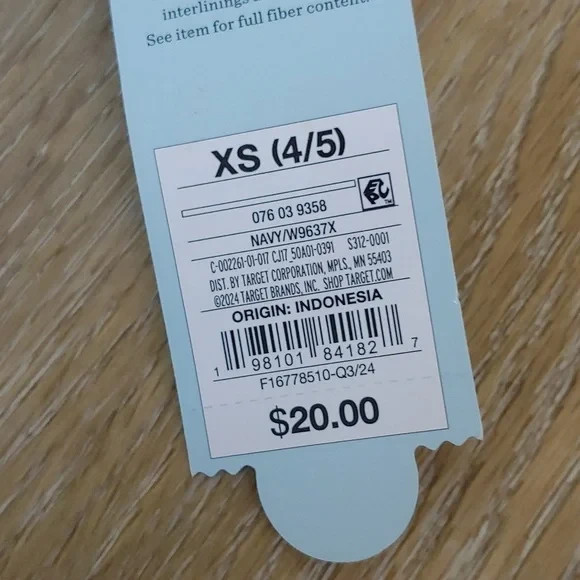 interlinings
See item for full fiber content.
XS (4/5)
076 03 9358
NAVY/W9637X
C-002261-01-017 CJ17_50A01-0391 S312-0001
DIST. BY TARGET CORPORATION, MPLS., MN 55403
©2024 TARGET BRANDS, INC. SHOP TARGET.COM
ORIGIN: INDONESIA
1 98101 84182 7
F16778510-Q3/24
$20.00